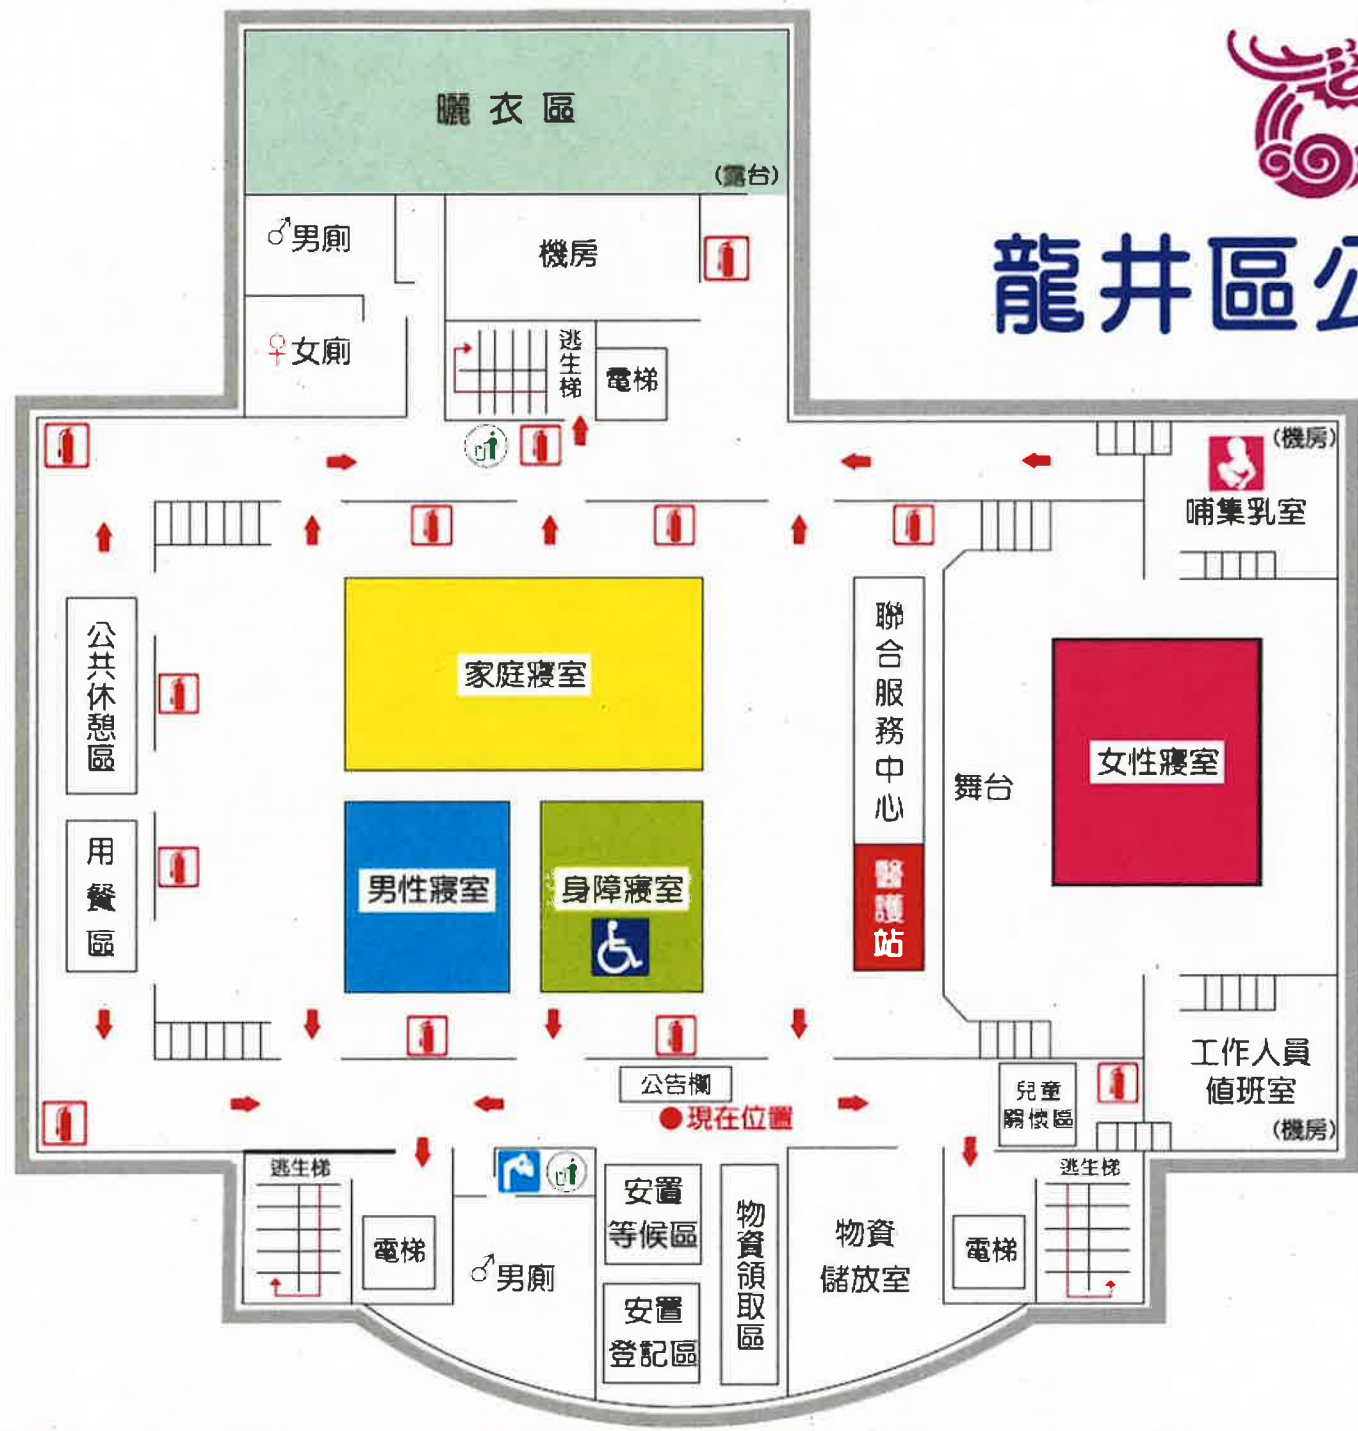 曬衣區
(露台)
♂男廁
機房
龍井區公
♀女廁
逃生梯
電梯
(機房)
哺集乳室
公共休憩區
家庭寢室
聯合服務中心
女性寢室
舞台
用餐區
男性寢室
身障寢室
醫護站
工作人員
值班室
(機房)
公告欄
兒童
關懷區
●現在位置
逃生梯
電梯
♂男廁
安置
等候區
安置
登記區
物資領取區
物資
儲放室
電梯
逃生梯